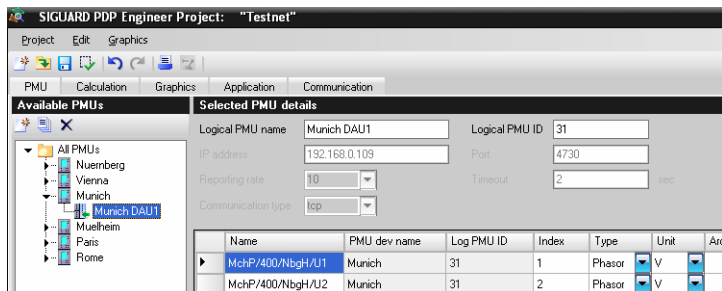 SIGUARD PDP Engineer Project: "Testnet"
Project Edit Graphics
PMU Calculation Graphics Application Communication
Available PMUs
Selected PMU details
All PMUs
Nuernberg
Vienna
Munich
Munich DAU1
Muelheim
Paris
Rome
Logical PMU name Munich DAU1 Logical PMU ID 31
IP address 192.168.0.109 Port 4730
Reporting rate 10 Timeout 2 sec
Communication type tcp
Name PMU dev name Log PMU ID Index Type Unit
MchP/400/NbgH/U1 Munich 31 1 Phasor V
MchP/400/NbgH/U2 Munich 31 2 Phasor V